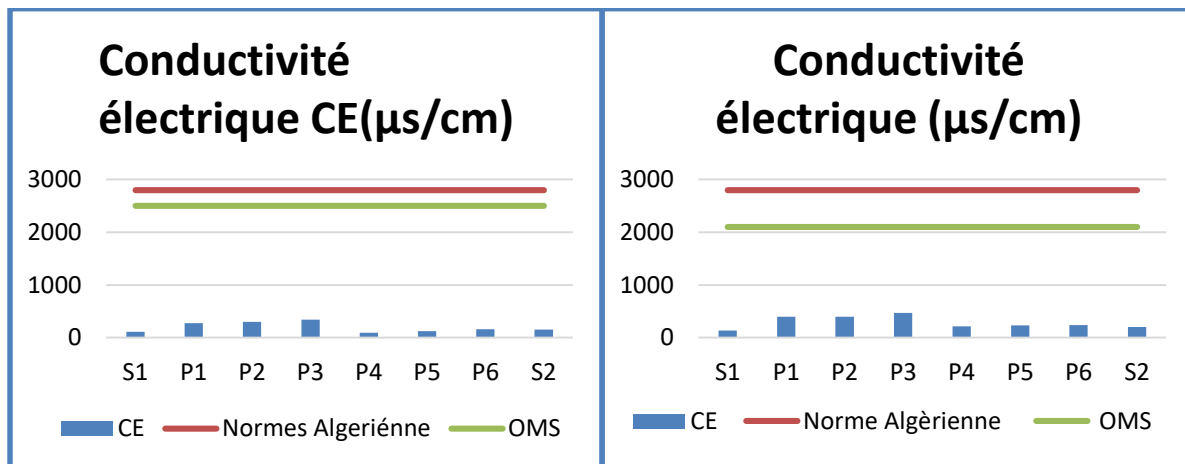 Conductivité
électrique CE(µs/cm)
3000
2000
1000
0
S1 P1 P2 P3 P4 P5 P6 S2
CE Normes Algeriénne OMS
Conductivité
électrique (µs/cm)
3000
2000
1000
0
S1 P1 P2 P3 P4 P5 P6 S2
CE Norme Algèrienne OMS